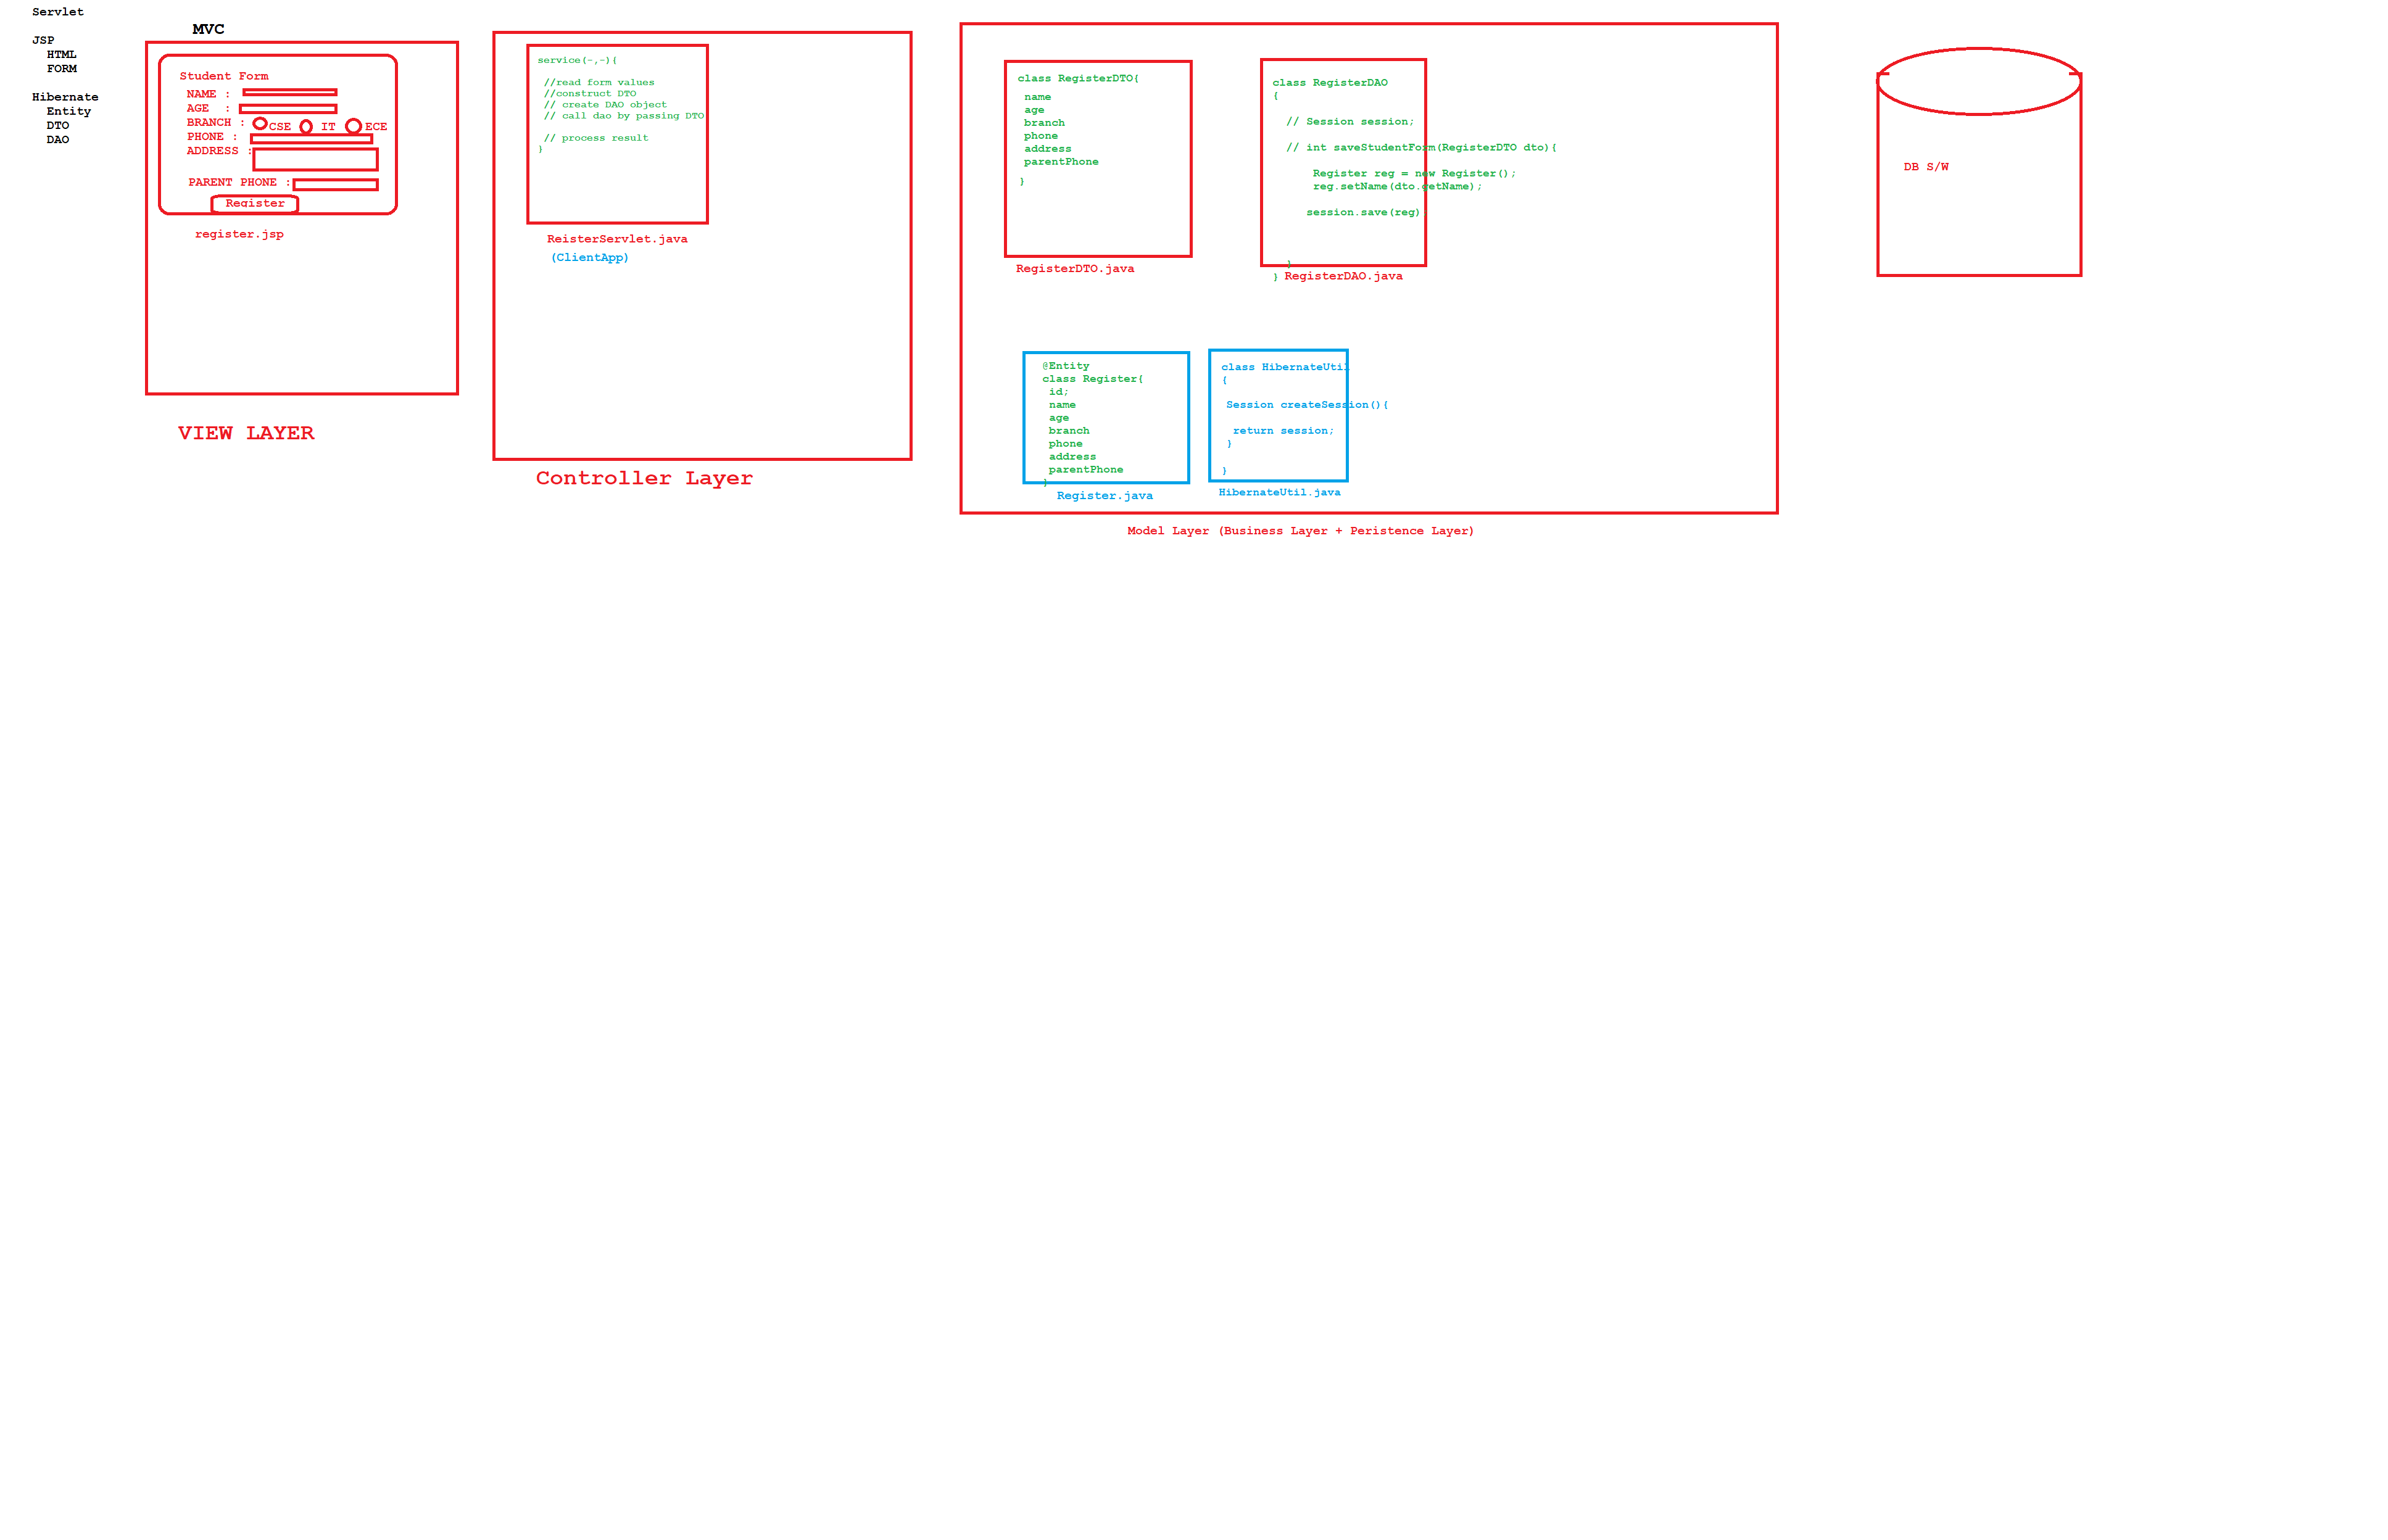 Servlet
JSP
HTML
FORM
Hibernate
Entity
DTO
DAO
MVC
Student Form
NAME :
AGE  :
BRANCH : CSE IT ECE
PHONE :
ADDRESS :
PARENT PHONE :
Register
register.jsp
VIEW LAYER
service(-,-){
//read form values
//construct DTO
// create DAO object
// call dao by passing DTO
// process result
}
ReisterServlet.java
(ClientApp)
Controller Layer
class RegisterDTO{
name
age
branch
phone
address
parentPhone
}
RegisterDTO.java
class RegisterDAO
{
// Session session;
// int saveStudentForm(RegisterDTO dto){
Register reg = new Register();
reg.setName(dto.getName);
session.save(reg)
}
} RegisterDAO.java
@Entity
class Register{
id;
name
age
branch
phone
address
parentPhone
}
Register.java
class HibernateUtil
{
Session createSession(){
return session;
}
}
HibernateUtil.java
Model Layer (Business Layer + Peristence Layer)
DB S/W